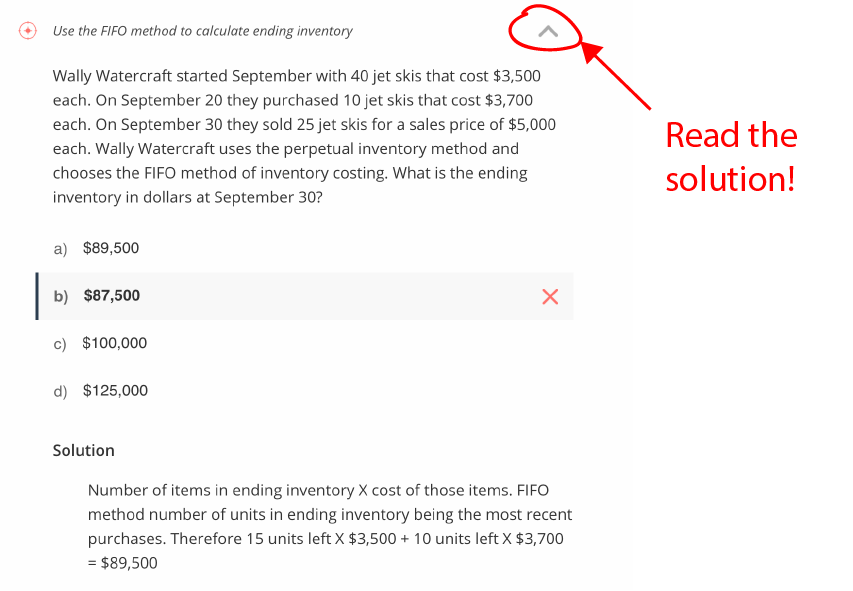 Use the FIFO method to calculate ending inventory
Wally Watercraft started September with 40 jet skis that cost $3,500
each. On September 20 they purchased 10 jet skis that cost $3,700
each. On September 30 they sold 25 jet skis for a sales price of $5,000
each. Wally Watercraft uses the perpetual inventory method and
chooses the FIFO method of inventory costing. What is the ending
inventory in dollars at September 30?
Read the
solution!
a) $89,500
b) $87,500
c) $100,000
d) $125,000
Solution
Number of items in ending inventory X cost of those items. FIFO
method number of units in ending inventory being the most recent
purchases. Therefore 15 units left X $3,500 + 10 units left X $3,700
= $89,500